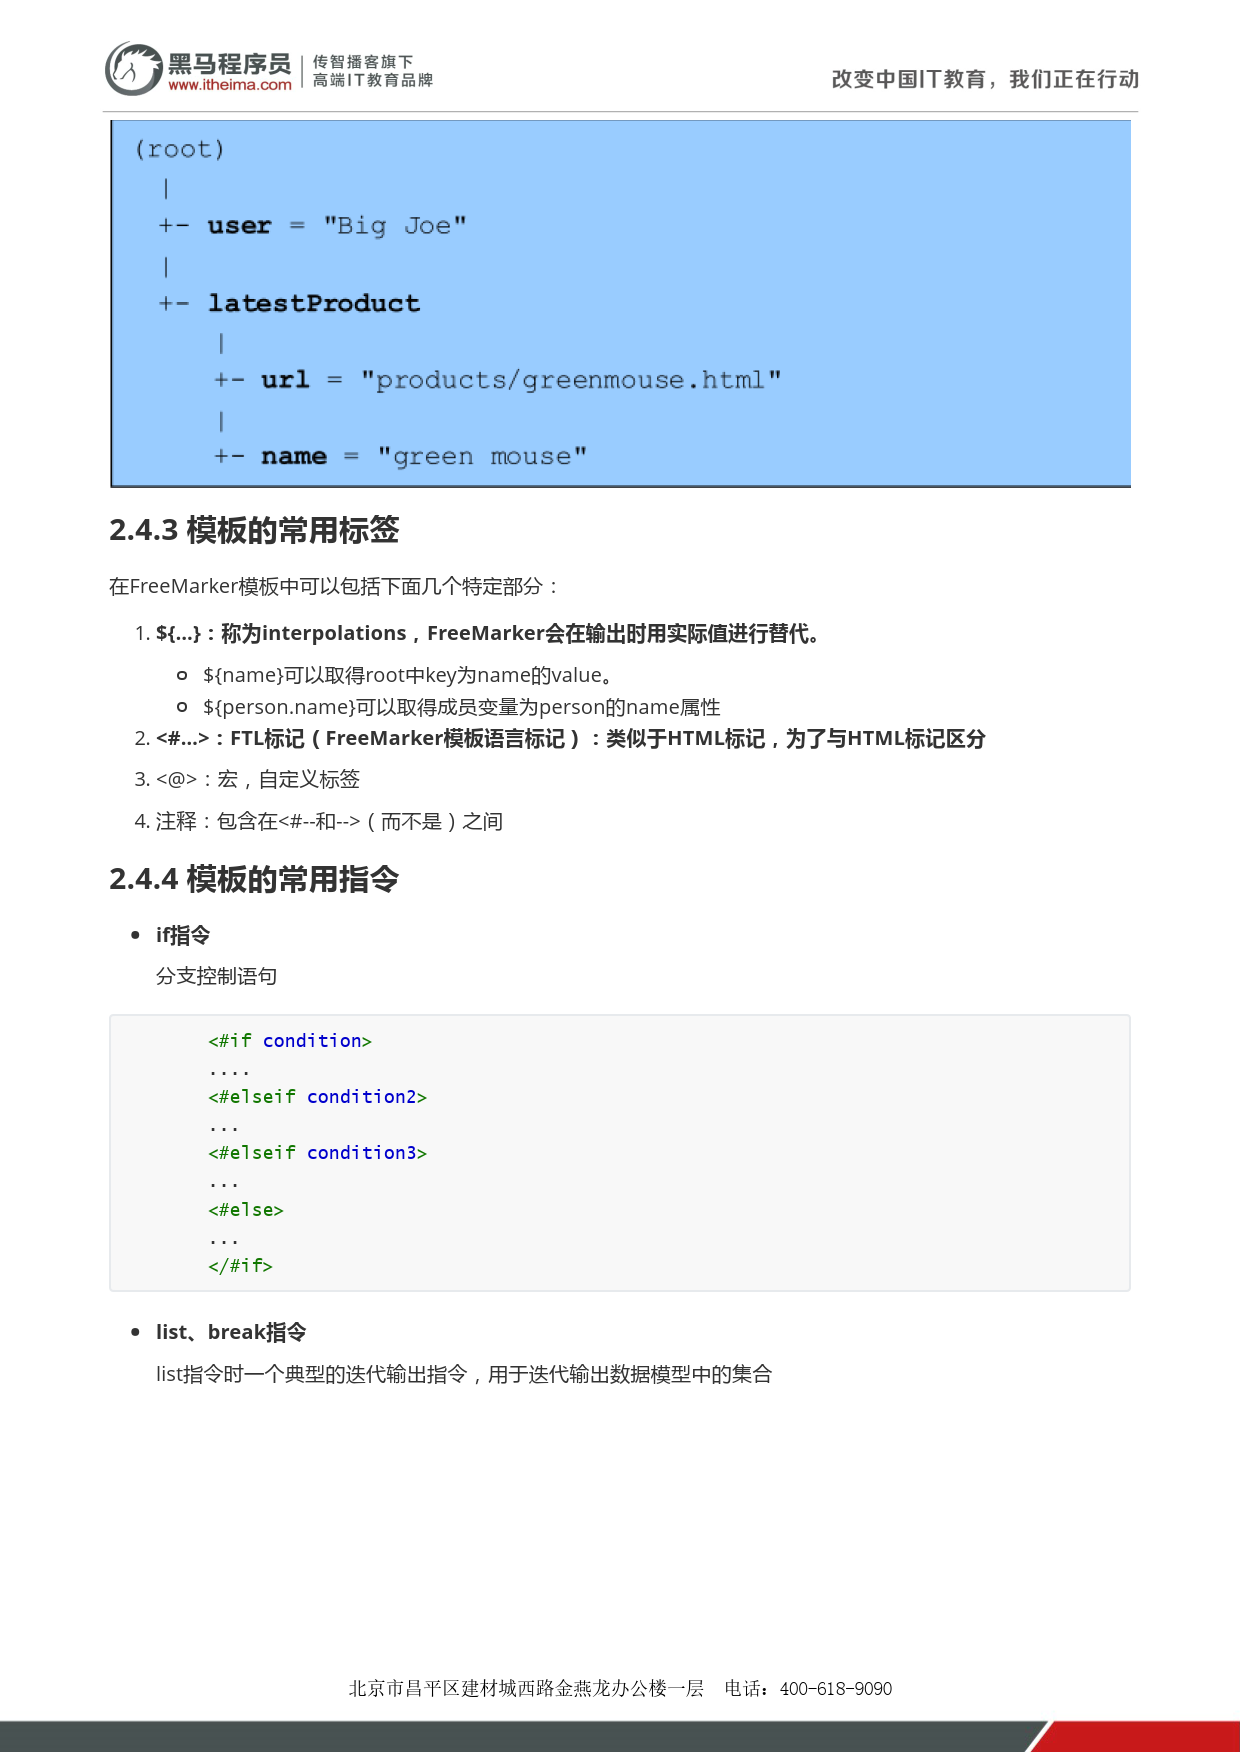 黑马程序员
www.itheima.com
传智播客旗下
高端IT教育品牌
改变中国IT教育，我们正在行动
(root)
|
+- user = "Big Joe"
|
+- latestProduct
|
+- url = "products/greenmouse.html"
|
+- name = "green mouse"
2.4.3 模板的常用标签
在FreeMarker模板中可以包括下面几个特定部分：
1. ${...}：称为interpolations，FreeMarker会在输出时用实际值进行替代。
${name}可以取得root中key为name的value。
${person.name}可以取得成员变量为person的name属性
2. <#...>：FTL标记（FreeMarker模板语言标记）：类似于HTML标记，为了与HTML标记区分
3. <@>：宏，自定义标签
4. 注释：包含在<#--和-->（而不是）之间
2.4.4 模板的常用指令
if指令
分支控制语句
<#if condition>
....
<#elseif condition2>
...
<#elseif condition3>
...
<#else>
...
</#if>
list、break指令
list指令时一个典型的迭代输出指令，用于迭代输出数据模型中的集合
北京市昌平区建材城西路金燕龙办公楼一层 电话：400-618-9090